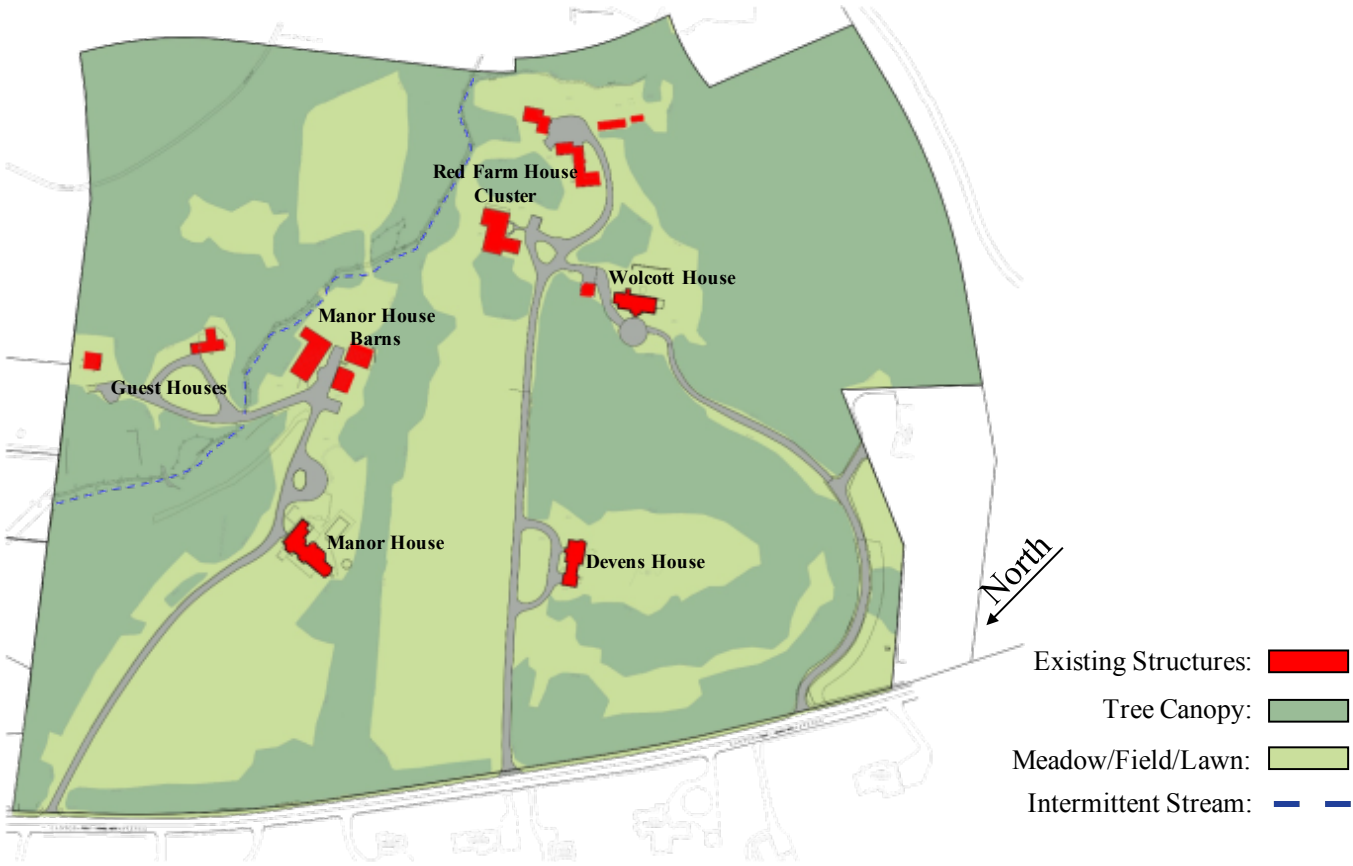 Red Farm House
Cluster
Wolcott House
Manor House
Barns
Guest Houses
Manor House
Devens House
North
Existing Structures:
Tree Canopy:
Meadow/Field/Lawn:
Intermittent Stream: